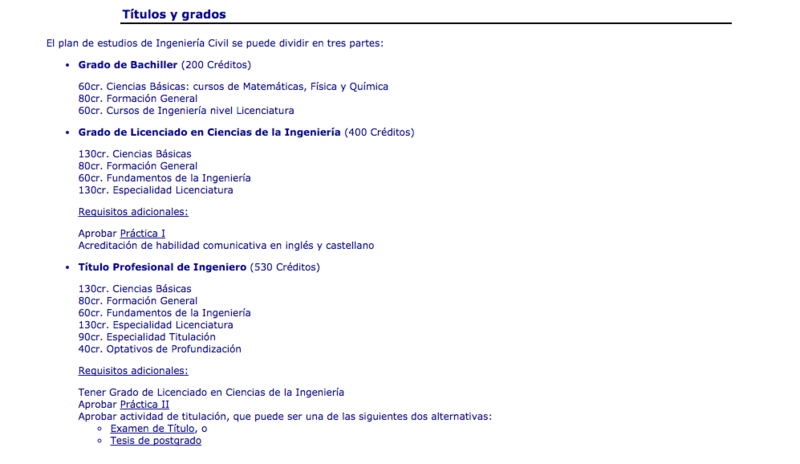 Títulos y grados
El plan de estudios de Ingeniería Civil se puede dividir en tres partes:
• Grado de Bachiller (200 Créditos)
60cr. Ciencias Básicas: cursos de Matemáticas, Física y Química
80cr. Formación General
60cr. Cursos de Ingeniería nivel Licenciatura
• Grado de Licenciado en Ciencias de la Ingeniería (400 Créditos)
130cr. Ciencias Básicas
80cr. Formación General
60cr. Fundamentos de la Ingeniería
130cr. Especialidad Licenciatura
Requisitos adicionales:
Aprobar Práctica I
Acreditación de habilidad comunicativa en inglés y castellano
• Título Profesional de Ingeniero (530 Créditos)
130cr. Ciencias Básicas
80cr. Formación General
60cr. Fundamentos de la Ingeniería
130cr. Especialidad Licenciatura
90cr. Especialidad Titulación
40cr. Optativos de Profundización
Requisitos adicionales:
Tener Grado de Licenciado en Ciencias de la Ingeniería
Aprobar Práctica II
Aprobar actividad de titulación, que puede ser una de las siguientes dos alternativas:
◦ Examen de Título, o
◦ Tesis de postgrado